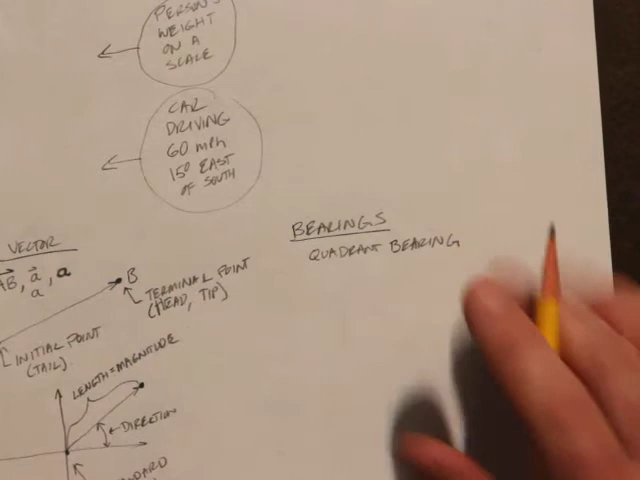 PERSON'S
WEIGHT
ON A
SCALE
CAR
DRIVING
60 mph
15° EAST
OF SOUTH
VECTOR
AB, a, a
a
B
TERMINAL POINT
(HEAD, TIP)
INITIAL POINT
(TAIL)
LENGTH=MAGNITUDE
DIRECTION
BEARINGS
QUADRANT BEARING